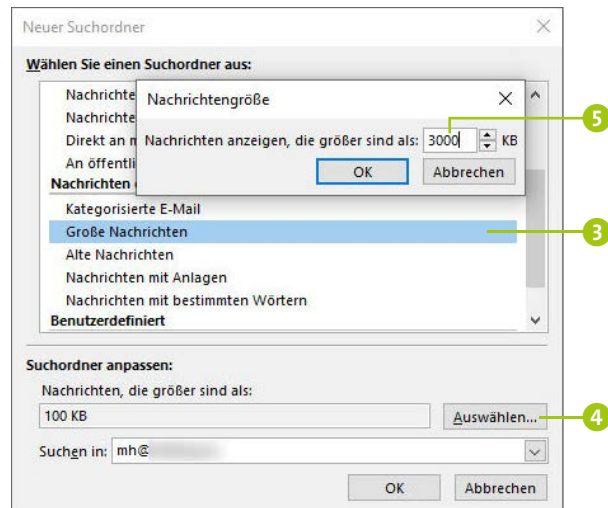 Neuer Suchordner
Wählen Sie einen Suchordner aus:
Nachrichte
Nachrichte
Direkt an
An öffentli
Nachrichten
Nachrichtengröße
Nachrichten anzeigen, die größer sind als: 3000 KB
OK Abbrechen
5
Kategorisierte E-Mail
Große Nachrichten
3
Alte Nachrichten
Nachrichten mit Anlagen
Nachrichten mit bestimmten Wörtern
Benutzerdefiniert
Suchordner anpassen:
Nachrichten, die größer sind als:
100 KB Auswählen...
4
Suchen in: mh@
OK Abbrechen